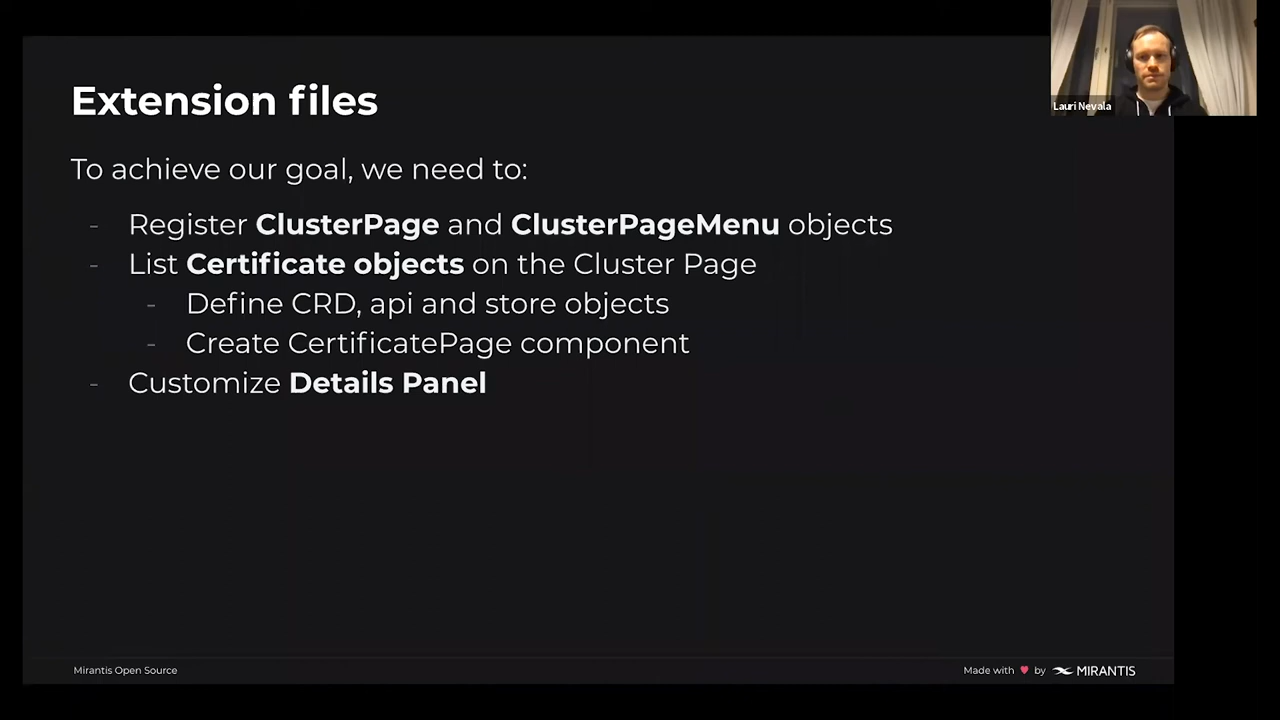 Extension files
Lauri Nevala
To achieve our goal, we need to:
- Register ClusterPage and ClusterPageMenu objects
- List Certificate objects on the Cluster Page
- Define CRD, api and store objects
- Create CertificatePage component
- Customize Details Panel
Mirantis Open Source
Made with ♥ by MIRANTIS